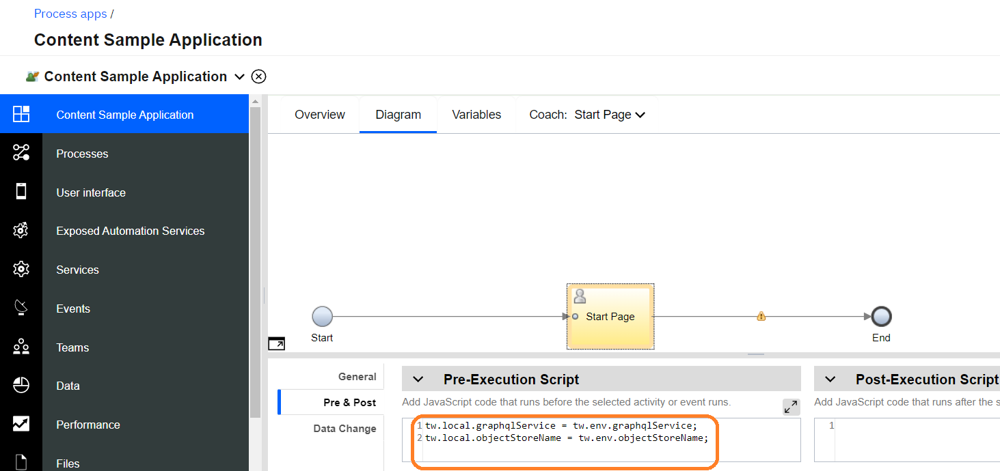 Process apps /
Content Sample Application
Content Sample Application
Content Sample Application
Processes
User interface
Exposed Automation Services
Services
Events
Teams
Data
Performance
Files
Overview Diagram Variables Coach: Start Page
Start
Start Page
End
General
Pre & Post
Data Change
Pre-Execution Script
Add JavaScript code that runs before the selected activity or event runs.
1 tw.local.graphqlService = tw.env.graphqlService;
2 tw.local.objectStoreName = tw.env.objectStoreName;
Post-Execution Script
Add JavaScript code that runs after the s
1